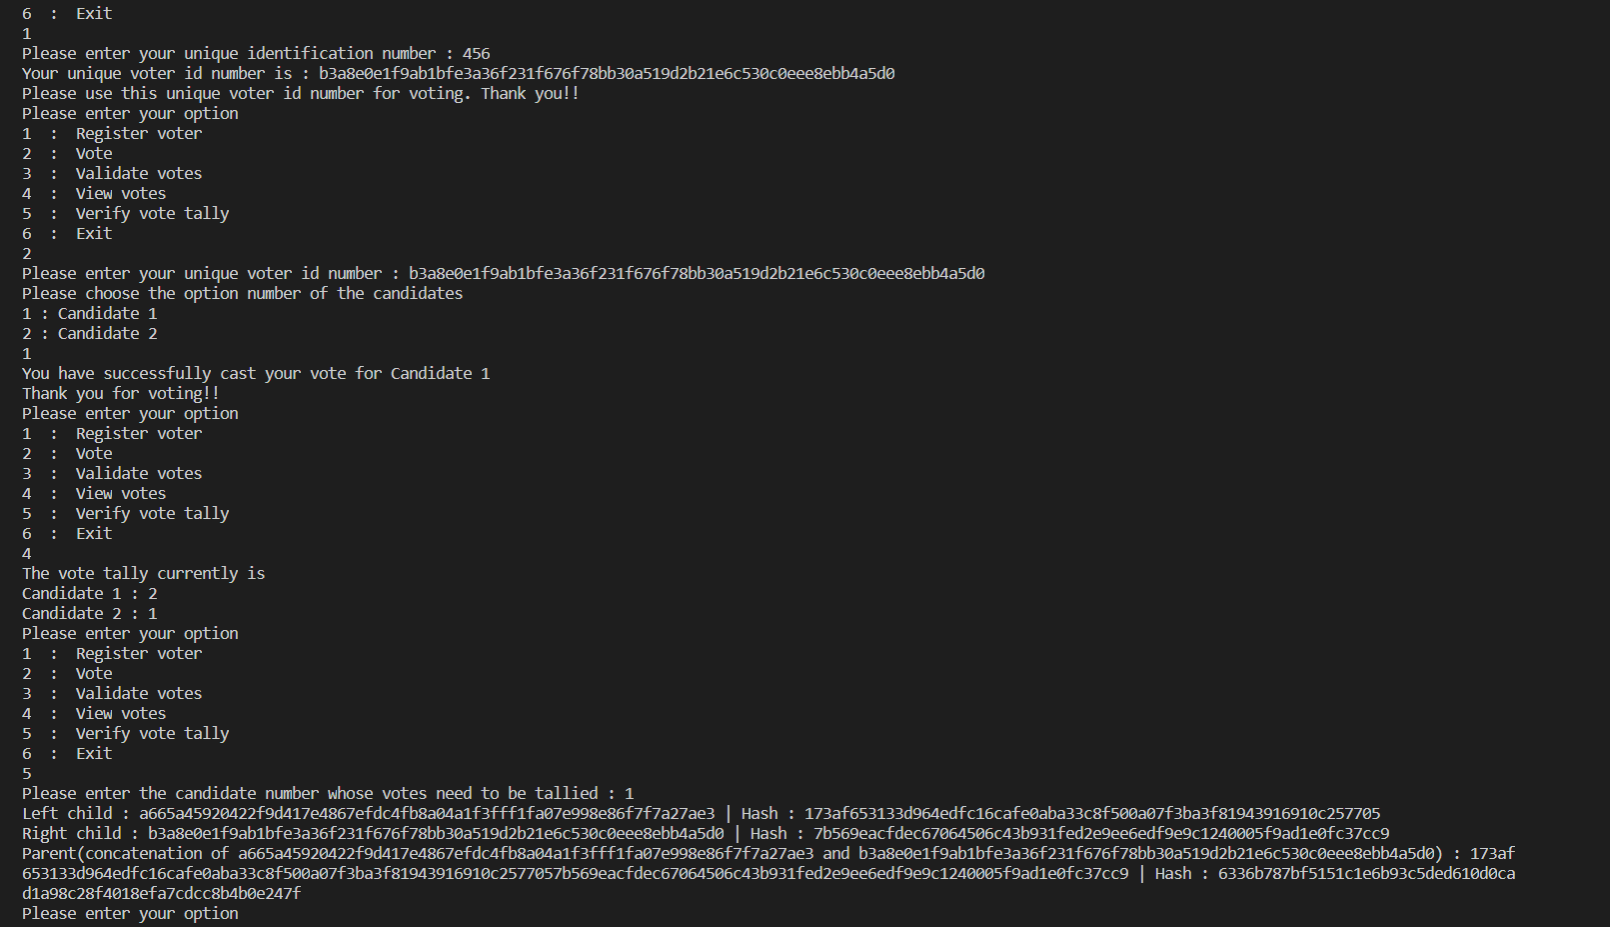 6  :  Exit
1
Please enter your unique identification number : 456
Your unique voter id number is : b3a8e0e1f9ab1bfe3a36f231f676f78bb30a519d2b21e6c530c0eee8ebb4a5d0
Please use this unique voter id number for voting. Thank you!!
Please enter your option
1  :  Register voter
2  :  Vote
3  :  Validate votes
4  :  View votes
5  :  Verify vote tally
6  :  Exit
2
Please enter your unique voter id number : b3a8e0e1f9ab1bfe3a36f231f676f78bb30a519d2b21e6c530c0eee8ebb4a5d0
Please choose the option number of the candidates
1 : Candidate 1
2 : Candidate 2
1
You have successfully cast your vote for Candidate 1
Thank you for voting!!
Please enter your option
1  :  Register voter
2  :  Vote
3  :  Validate votes
4  :  View votes
5  :  Verify vote tally
6  :  Exit
4
The vote tally currently is
Candidate 1 : 2
Candidate 2 : 1
Please enter your option
1  :  Register voter
2  :  Vote
3  :  Validate votes
4  :  View votes
5  :  Verify vote tally
6  :  Exit
5
Please enter the candidate number whose votes need to be tallied : 1
Left child : a665a45920422f9d417e4867efdc4fb8a04a1f3fff1fa07e998e86f7f7a27ae3 | Hash : 173af653133d964edfc16cafe0aba33c8f500a07f3ba3f81943916910c257705
Right child : b3a8e0e1f9ab1bfe3a36f231f676f78bb30a519d2b21e6c530c0eee8ebb4a5d0 | Hash : 7b569eacfdec67064506c43b931fed2e9ee6edf9e9c1240005f9ad1e0fc37cc9
Parent(concatenation of a665a45920422f9d417e4867efdc4fb8a04a1f3fff1fa07e998e86f7f7a27ae3 and b3a8e0e1f9ab1bfe3a36f231f676f78bb30a519d2b21e6c530c0eee8ebb4a5d0) : 173af
653133d964edfc16cafe0aba33c8f500a07f3ba3f81943916910c2577057b569eacfdec67064506c43b931fed2e9ee6edf9e9c1240005f9ad1e0fc37cc9 | Hash : 6336b787bf5151c1e6b93c5ded610d0ca
d1a98c28f4018efa7cdcc8b4b0e247f
Please enter your option